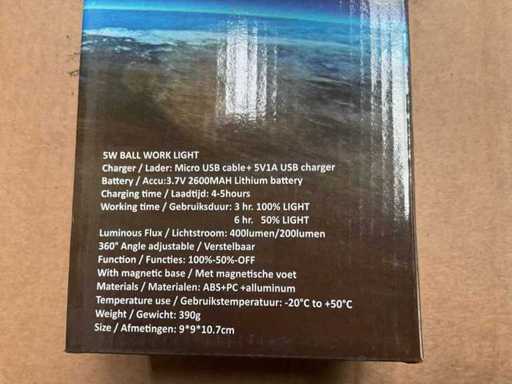 5W BALL WORK LIGHT
Charger / Lader: Micro USB cable+ 5V1A USB charger
Battery / Accu:3.7V 2600MAH Lithium battery
Charging time / Laadtijd: 4-5hours
Working time / Gebruiksduur: 3 hr. 100% LIGHT
6 hr. 50% LIGHT
Luminous Flux / Lichtstroom: 400lumen/200lumen
360° Angle adjustable / Verstelbaar
Function / Functies: 100%-50%-OFF
With magnetic base / Met magnetische voet
Materials / Materialen: ABS+PC +alluminum
Temperature use / Gebruikstemperatuur: -20°C to +50°C
Weight / Gewicht: 390g
Size / Afmetingen: 9*9*10.7cm